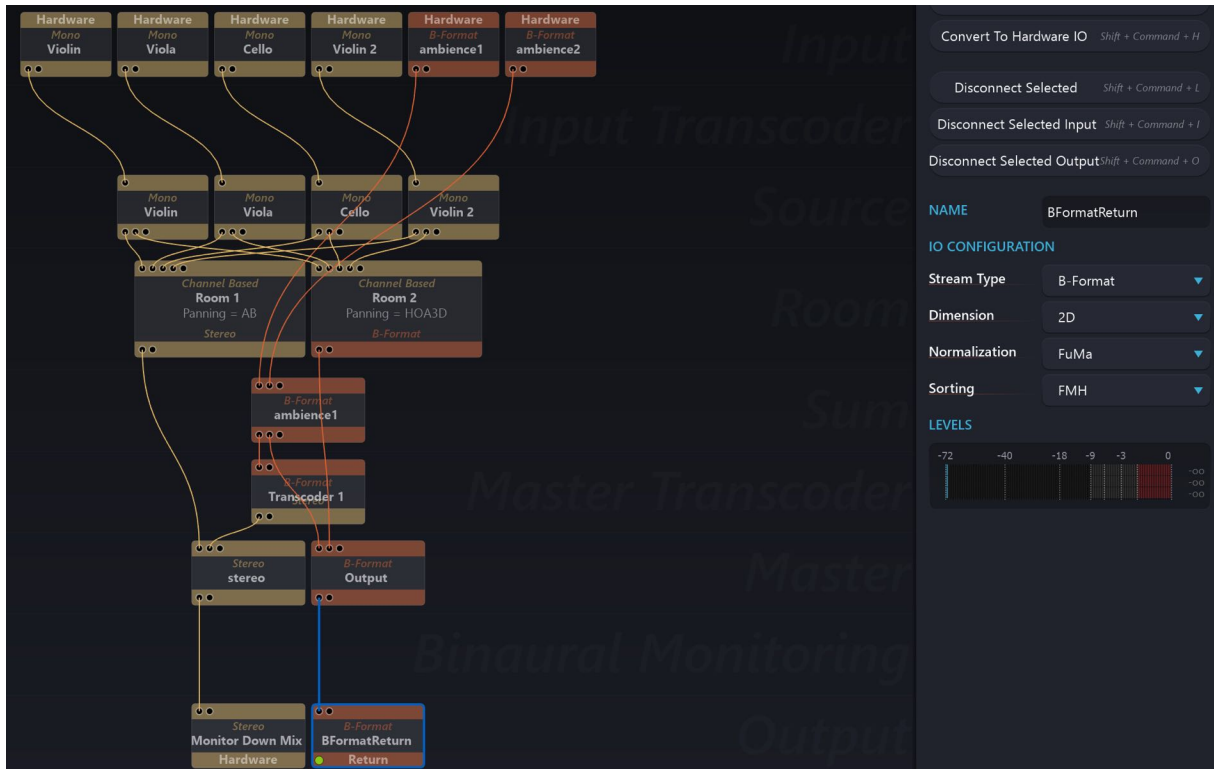 Hardware
Mono
Violin
Hardware
Mono
Viola
Hardware
Mono
Cello
Hardware
Mono
Violin 2
Hardware
B-Format
ambience1
Hardware
B-Format
ambience2
Input
Input Transcoder
Mono
Violin
Mono
Viola
Mono
Cello
Mono
Violin 2
Source
Channel Based
Room 1
Panning = AB
Stereo
Channel Based
Room 2
Panning = HOA3D
B-Format
Room
B-Format
ambience1
Sum
B-Format
Transcoder 1
Stereo
Master Transcoder
Stereo
stereo
B-Format
Output
Master
Binaural Monitoring
Stereo
Monitor Down Mix
Hardware
B-Format
BFormatReturn
Return
Output
Convert To Hardware IO Shift + Command + H
Disconnect Selected Shift + Command + L
Disconnect Selected Input Shift + Command + I
Disconnect Selected Output Shift + Command + O
NAME BFormatReturn
IO CONFIGURATION
Stream Type B-Format
Dimension 2D
Normalization FuMa
Sorting FMH
LEVELS
-72 -40 -18 -9 -3 0
-oo
-oo
-oo